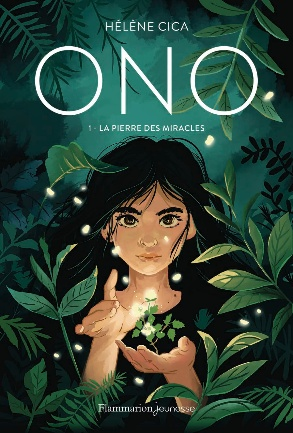 HÉLÈNE CICA
ONO
1 - LA PIERRE DES MIRACLES
Flammarion Jeunesse